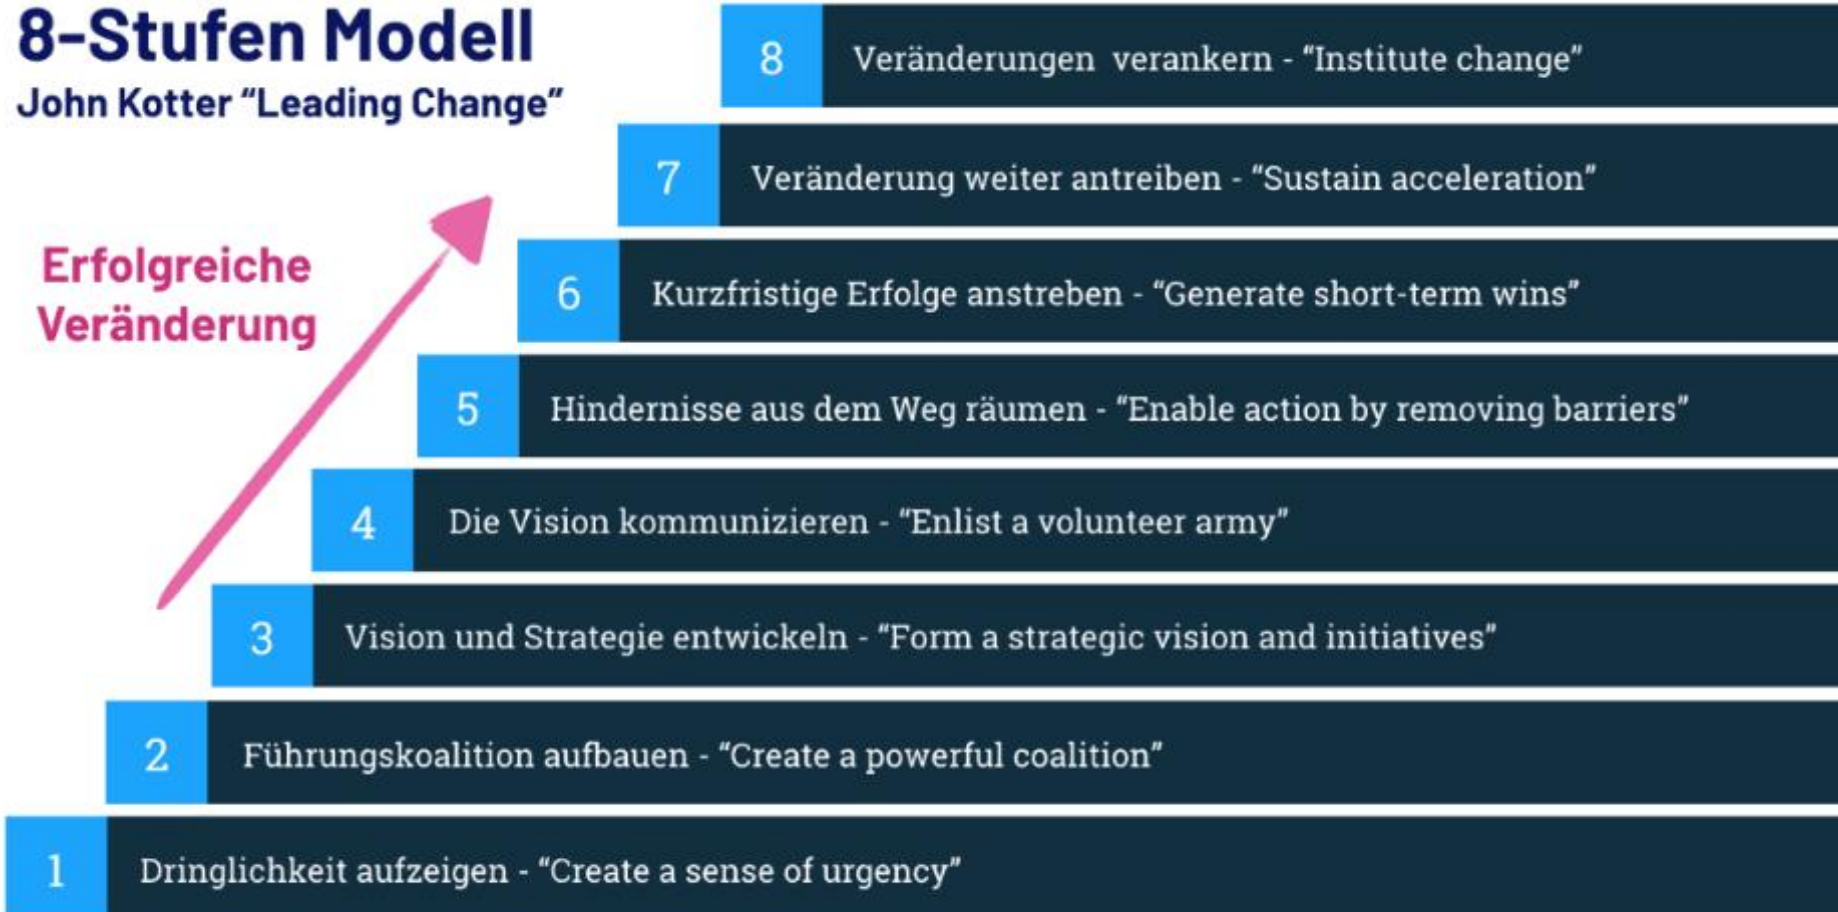 8-Stufen Modell
John Kotter “Leading Change”
Erfolgreiche
Veränderung
8 Veränderungen verankern - “Institute change”
7 Veränderung weiter antreiben - “Sustain acceleration”
6 Kurzfristige Erfolge anstreben - “Generate short-term wins”
5 Hindernisse aus dem Weg räumen - “Enable action by removing barriers”
4 Die Vision kommunizieren - “Enlist a volunteer army”
3 Vision und Strategie entwickeln - “Form a strategic vision and initiatives”
2 Führungskoalition aufbauen - “Create a powerful coalition”
1 Dringlichkeit aufzeigen - “Create a sense of urgency”